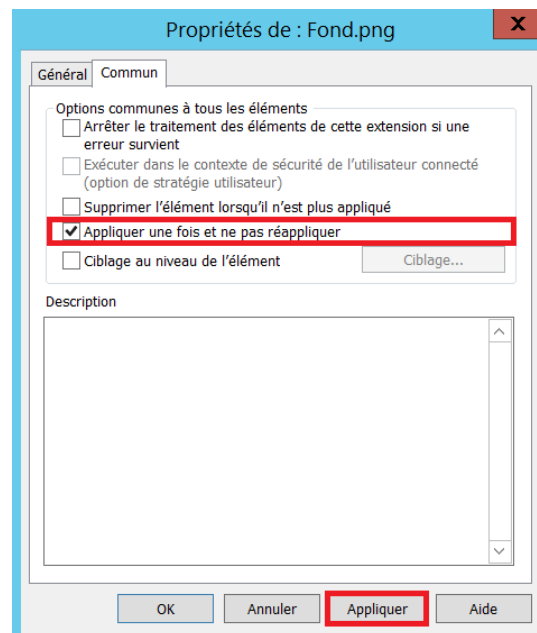 Propriétés de : Fond.png
X
Général Commun
Options communes à tous les éléments
Arrêter le traitement des éléments de cette extension si une
erreur survient
Exécuter dans le contexte de sécurité de l'utilisateur connecté
(option de stratégie utilisateur)
Supprimer l'élément lorsqu'il n'est plus appliqué
Appliquer une fois et ne pas réappliquer
Ciblage au niveau de l'élément Ciblage...
Description
OK Annuler Appliquer Aide